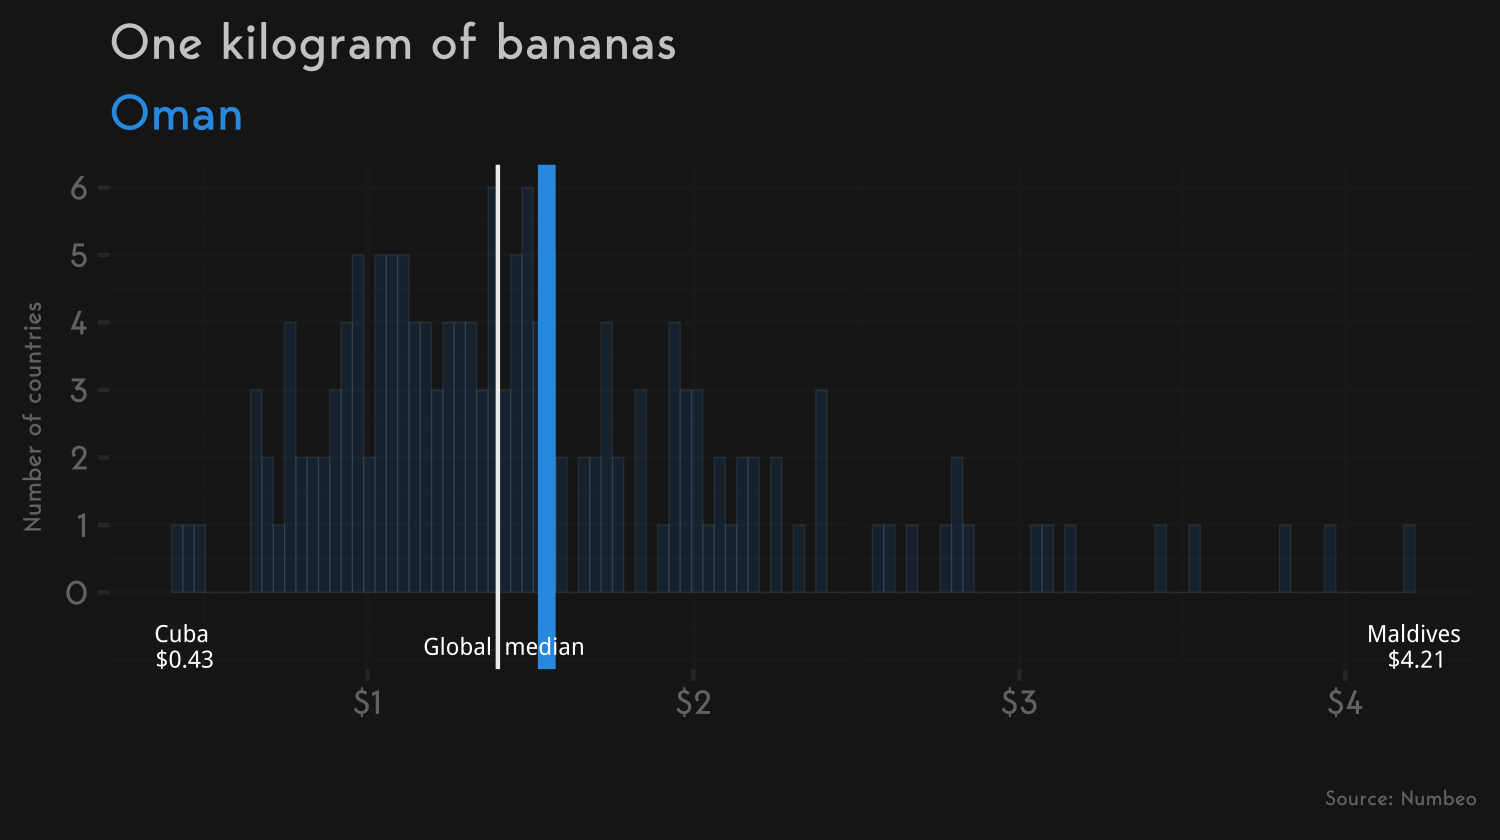 One kilogram of bananas
Oman
Number of countries
6
5
4
3
2
1
0
Cuba
$0.43
Global median
Maldives
$4.21
$1 $2 $3 $4
Source: Numbeo